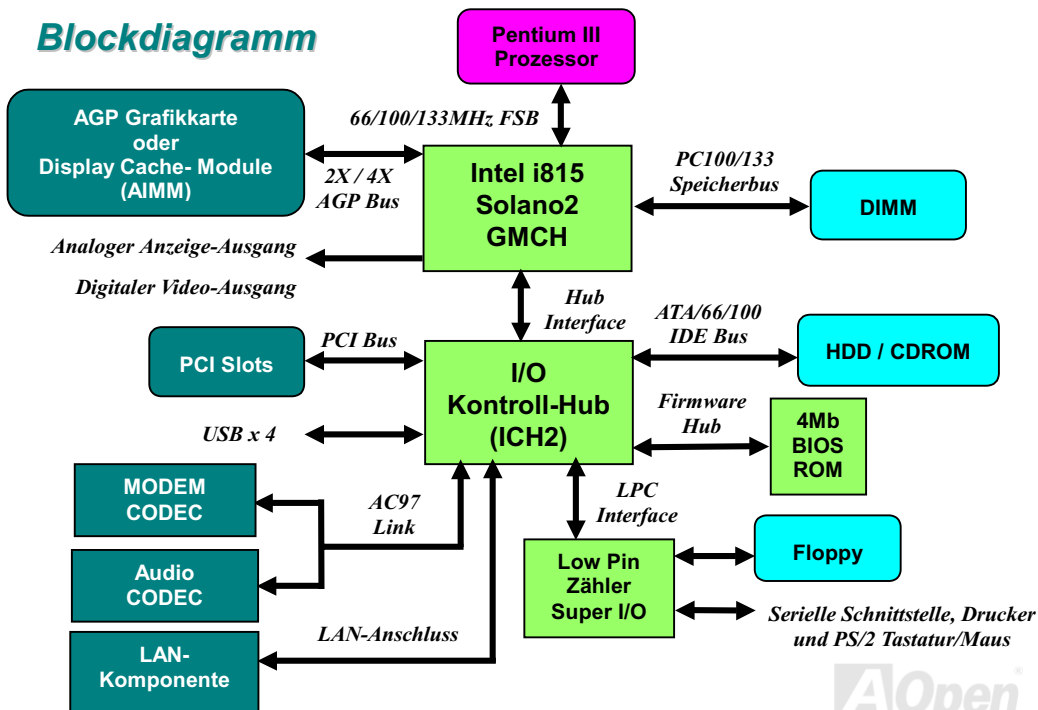 Blockdiagramm
Pentium III
Prozessor
AGP Grafikkarte
oder
Display Cache- Module
(AIMM)
66/100/133MHz FSB
2X / 4X
AGP Bus
Intel i815
Solano2
GMCH
PC100/133
Speicherbus
DIMM
Analoger Anzeige-Ausgang
Digitaler Video-Ausgang
Hub
Interface
ATA/66/100
IDE Bus
HDD / CDROM
PCI Slots
PCI Bus
I/O
Kontroll-Hub
(ICH2)
Firmware
Hub
4Mb
BIOS
ROM
USB x 4
MODEM
CODEC
AC97
Link
LPC
Interface
Audio
CODEC
Low Pin
Zähler
Super I/O
Floppy
Serielle Schnittstelle, Drucker
und PS/2 Tastatur/Maus
LAN-Anschluss
LAN-
Komponente
AOpen